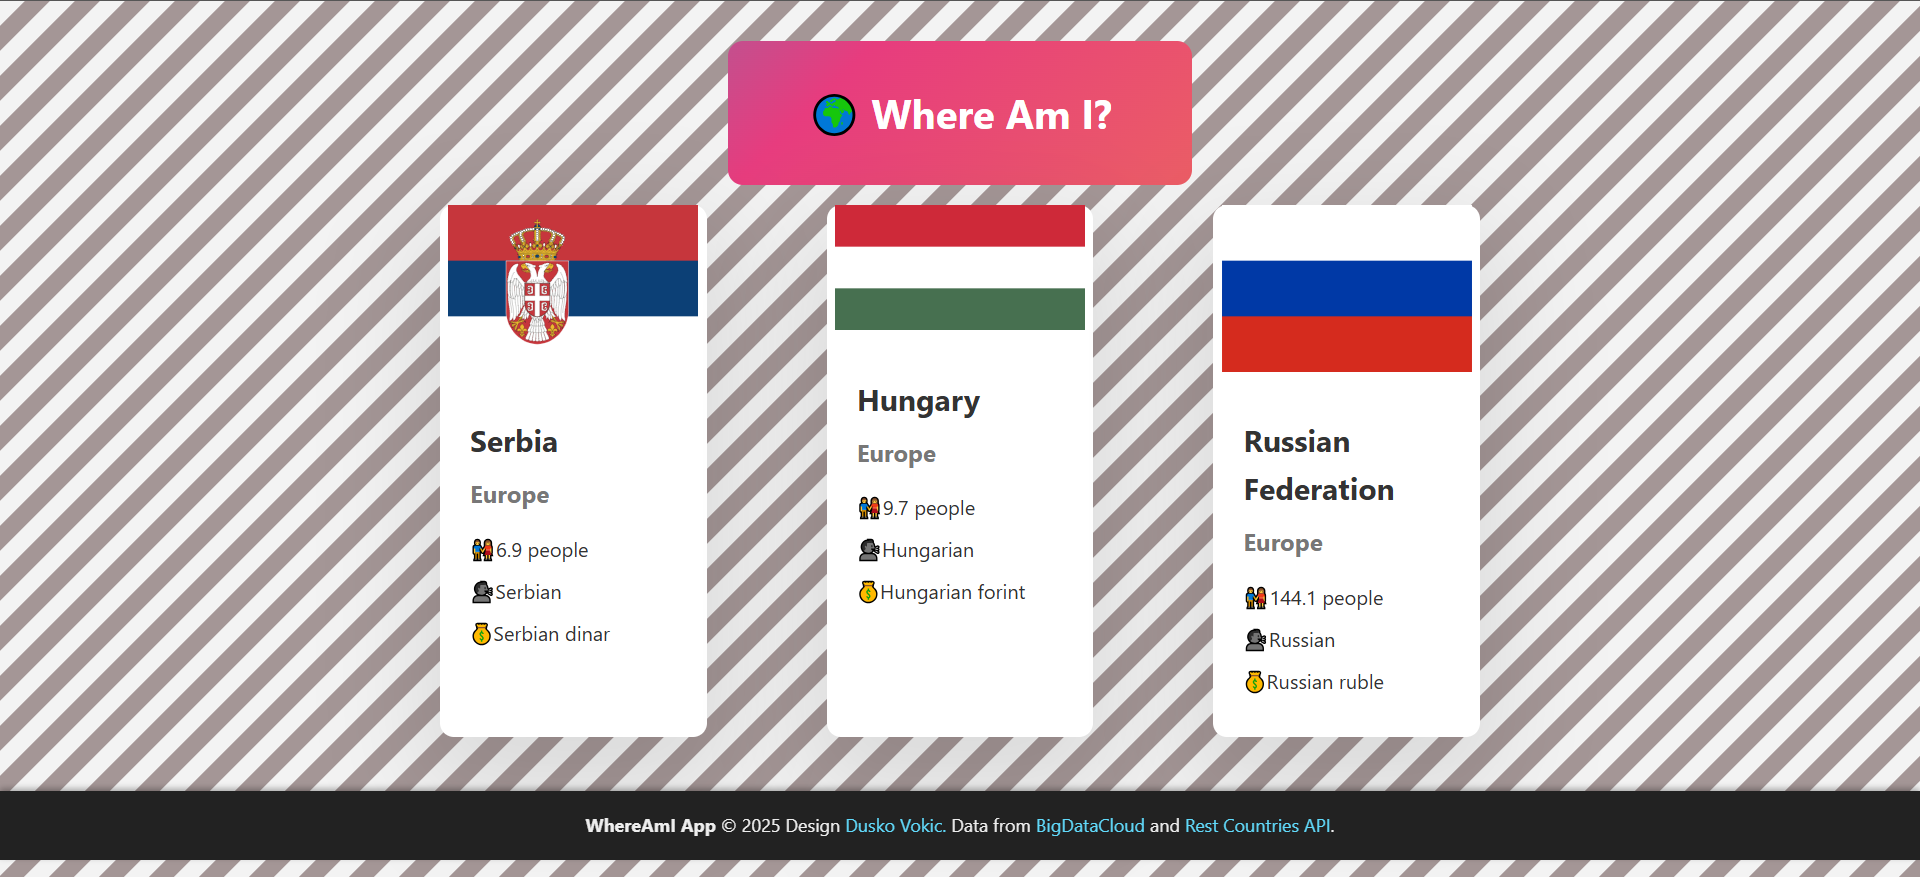 🌍 Where Am I?
Serbia
Europe
👫6.9 people
🗣Serbian
💰Serbian dinar
Hungary
Europe
👫9.7 people
🗣Hungarian
💰Hungarian forint
Russian
Federation
Europe
👫144.1 people
🗣Russian
💰Russian ruble
WhereAmI App © 2025 Design Dusko Vokic. Data from BigDataCloud and Rest Countries API.